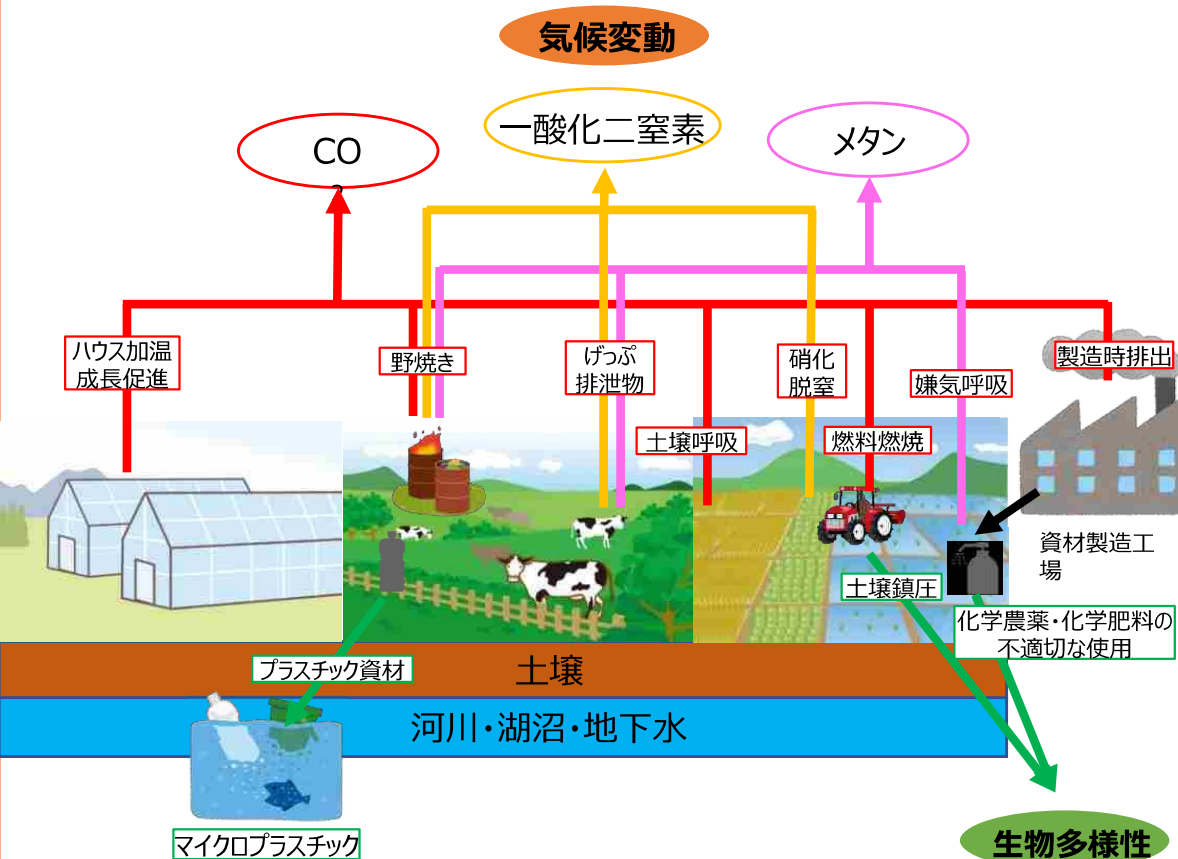 気候変動
CO
2
一酸化二窒素
メタン
ハウス加温
成長促進
野焼き
げっぷ
排泄物
硝化
脱窒
製造時排出
嫌気呼吸
土壌呼吸
燃料燃焼
資材製造工
場
土壌鎮圧
化学農薬・化学肥料の
不適切な使用
プラスチック資材
土壌
河川・湖沼・地下水
マイクロプラスチック
生物多様性